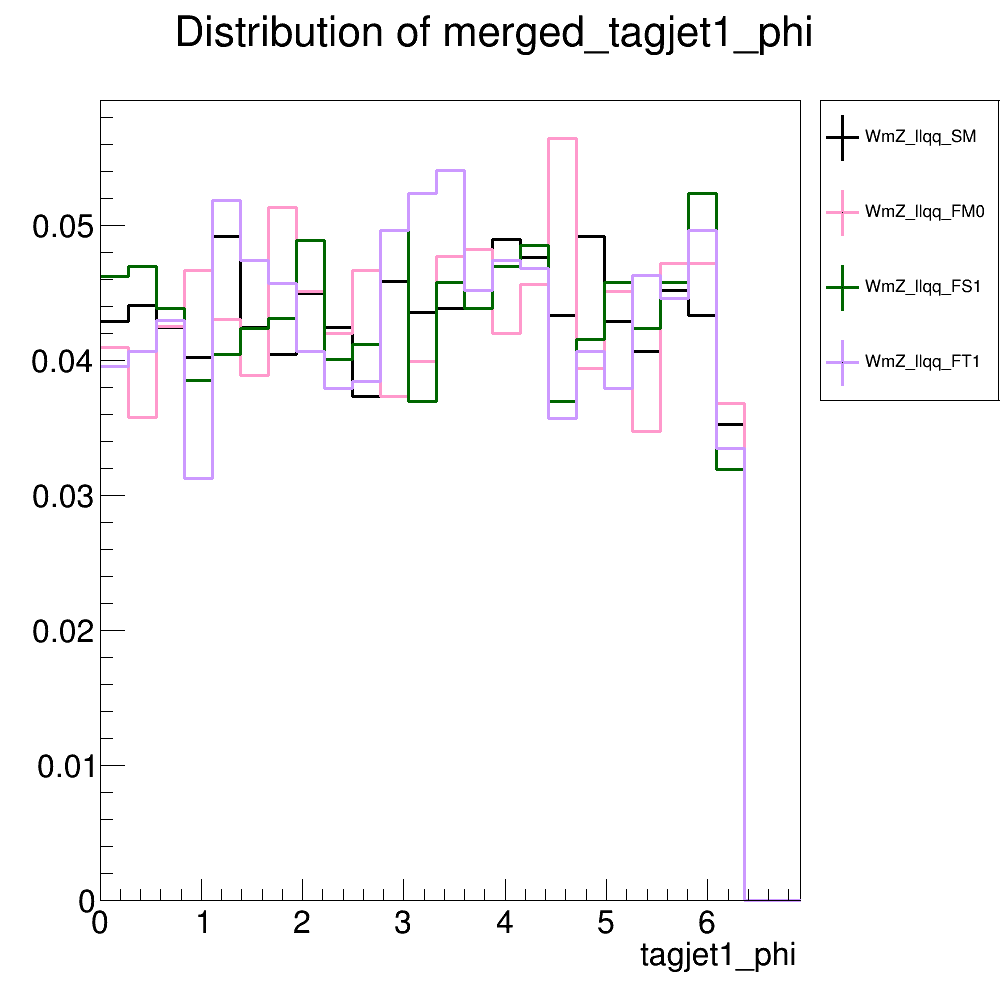 Distribution of merged_tagjet1_phi
WmZ_llqq_SM
WmZ_llqq_FM0
WmZ_llqq_FS1
WmZ_llqq_FT1
0.05
0.04
0.03
0.02
0.01
0
0 1 2 3 4 5 6
tagjet1_phi